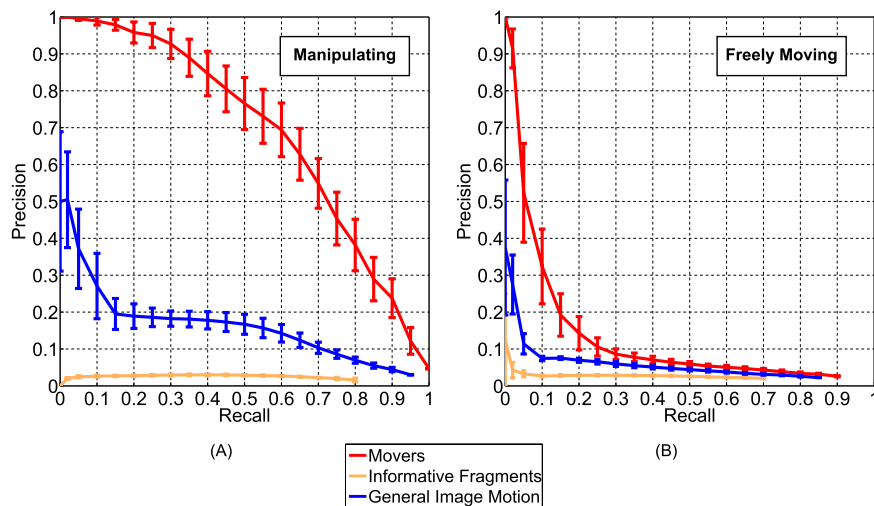 Manipulating
Freely Moving
Precision
1
0.9
0.8
0.7
0.6
0.5
0.4
0.3
0.2
0.1
0
0 0.1 0.2 0.3 0.4 0.5 0.6 0.7 0.8 0.9 1
Recall
(A)
Precision
1
0.9
0.8
0.7
0.6
0.5
0.4
0.3
0.2
0.1
0
0 0.1 0.2 0.3 0.4 0.5 0.6 0.7 0.8 0.9 1
Recall
(B)
Movers
Informative Fragments
General Image Motion